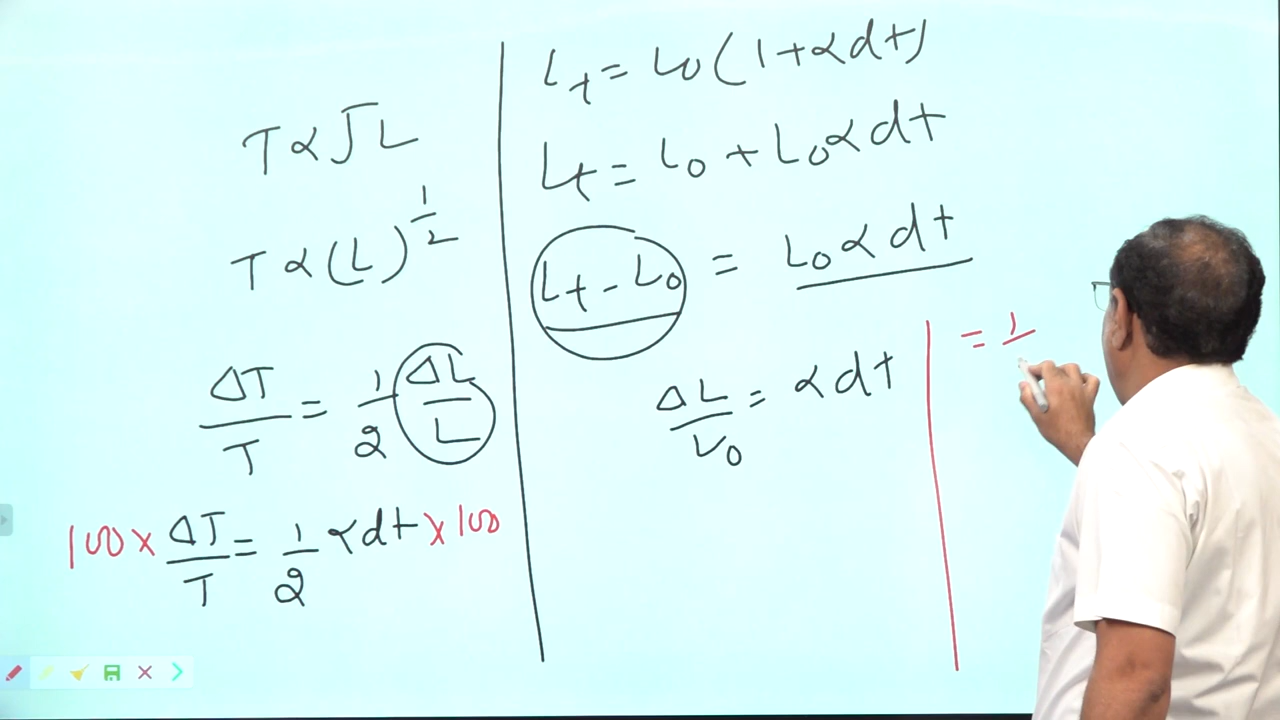 T α √L
T α (L)^1/2
ΔT/T = 1/2 ΔL/L
100 × ΔT/T = 1/2 α dt × 100
Lt = L0 (1 + α dt)
Lt = L0 + L0 α dt
Lt - L0 = L0 α dt
ΔL/L0 = α dt
= 1/